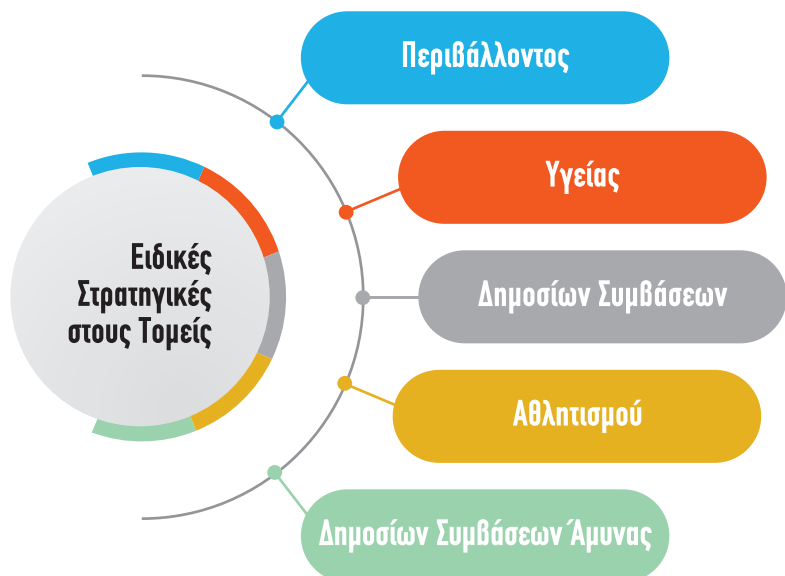 Περιβάλλοντος
Υγείας
Ειδικές
Στρατηγικές
στους Τομείς
Δημοσίων Συμβάσεων
Αθλητισμού
Δημοσίων Συμβάσεων Άμυνας